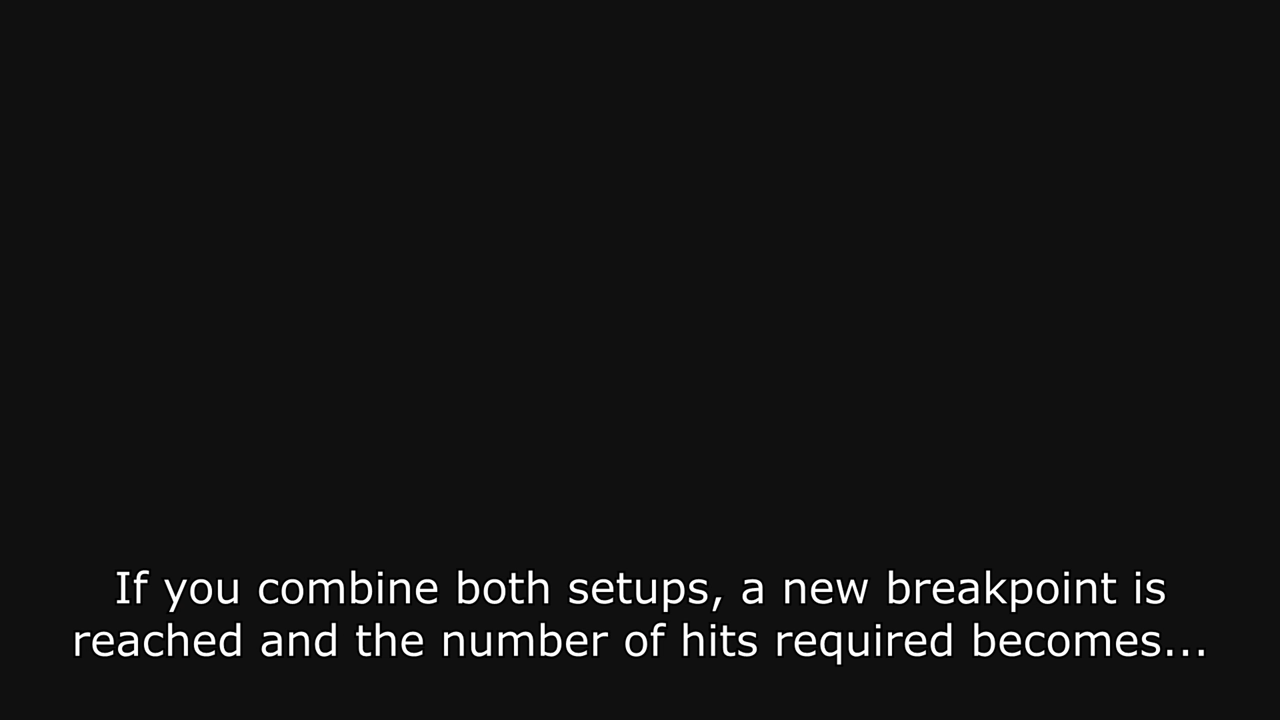 If you combine both setups, a new breakpoint is
reached and the number of hits required becomes...